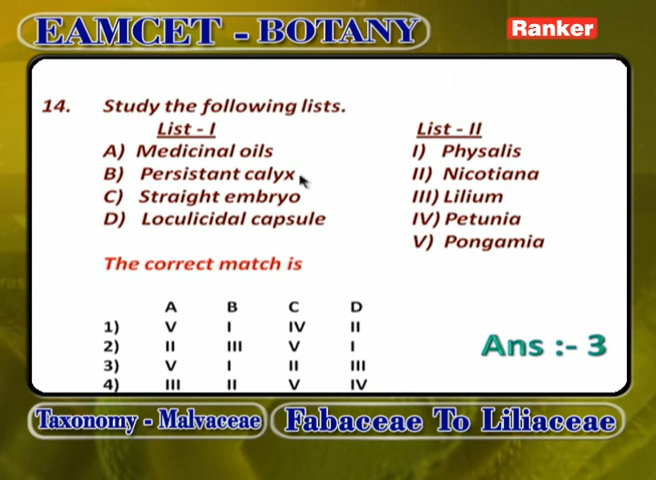 EAMCET - BOTANY
Ranker
14. Study the following lists.
List - I List - II
A) Medicinal oils I) Physalis
B) Persistant calyx II) Nicotiana
C) Straight embryo III) Lilium
D) Loculicidal capsule IV) Petunia
V) Pongamia
The correct match is
A B C D
1) V I IV II
2) II III V I
3) V I II III
4) III II V IV
Ans :- 3
Taxonomy - Malvaceae Fabaceae To Liliaceae